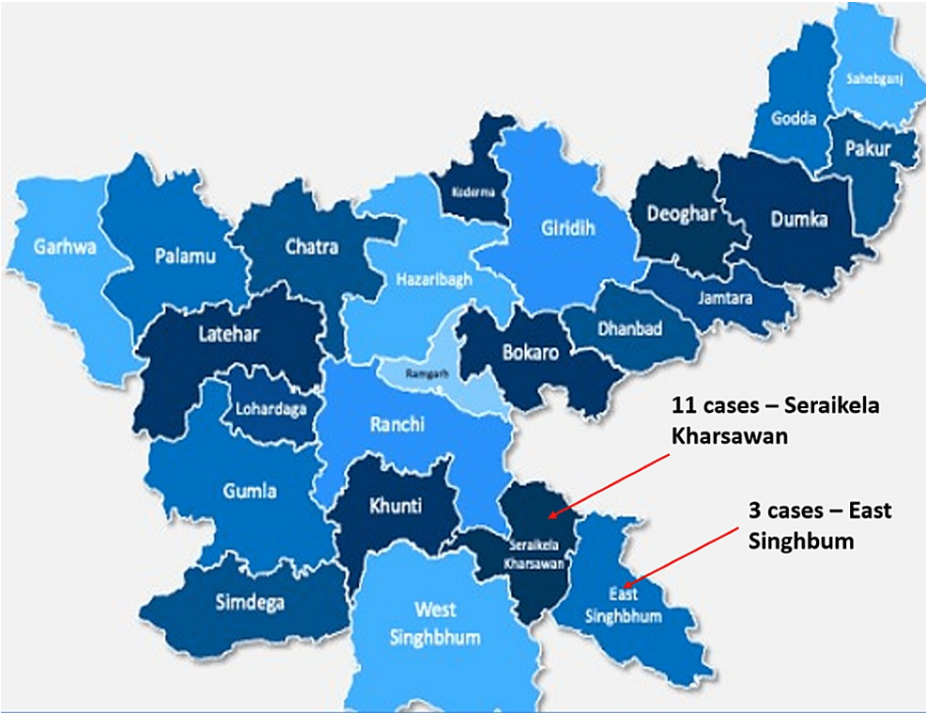 Sahebganj
Godda
Pakur
Koderma
Deoghar
Dumka
Giridih
Garhwa
Palamu
Chatra
Hazaribagh
Jamtara
Latehar
Dhanbad
Bokaro
Ramgarh
Lohardaga
Ranchi
11 cases – Seraikela
Kharsawan
Gumla
Khunti
3 cases – East
Singhbum
Seraikela
Kharsawan
Simdega
East
Singhbhum
West
Singhbhum